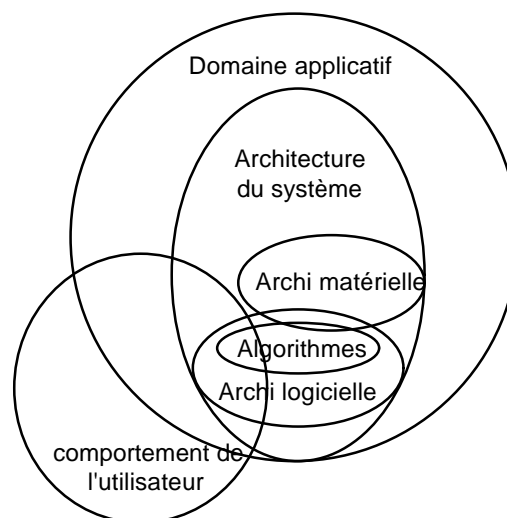 Domaine applicatif
Architecture
du système
Archi matérielle
Algorithmes
Archi logicielle
comportement de
l'utilisateur